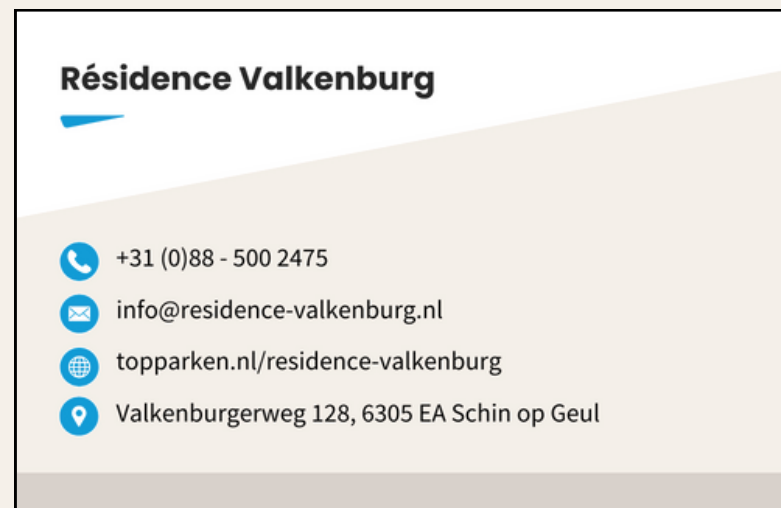 Résidence Valkenburg
+31 (0)88 - 500 2475
info@residence-valkenburg.nl
topparken.nl/residence-valkenburg
Valkenburgerweg 128, 6305 EA Schin op Geul